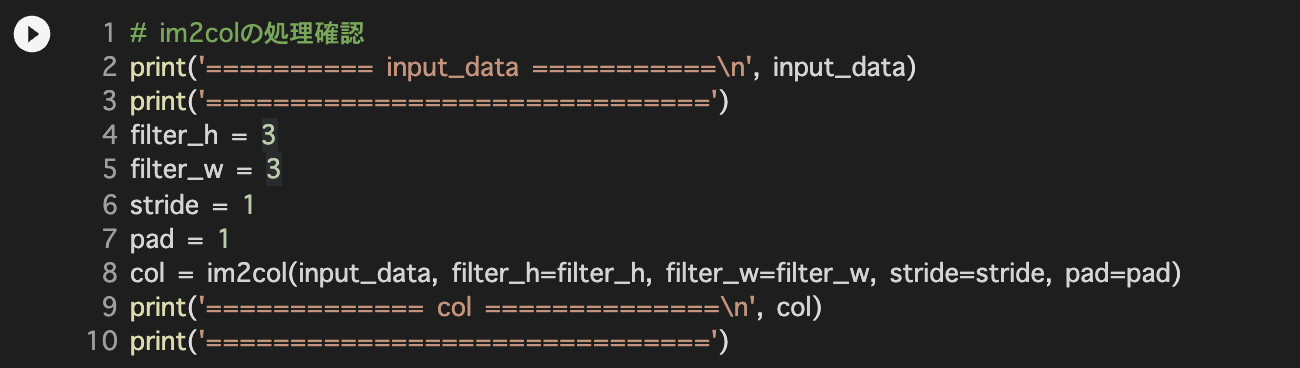 1 # im2colの処理確認
2 print('========== input_data ===========\n', input_data)
3 print('==============================')
4 filter_h = 3
5 filter_w = 3
6 stride = 1
7 pad = 1
8 col = im2col(input_data, filter_h=filter_h, filter_w=filter_w, stride=stride, pad=pad)
9 print('============= col ==============\n', col)
10 print('==============================')